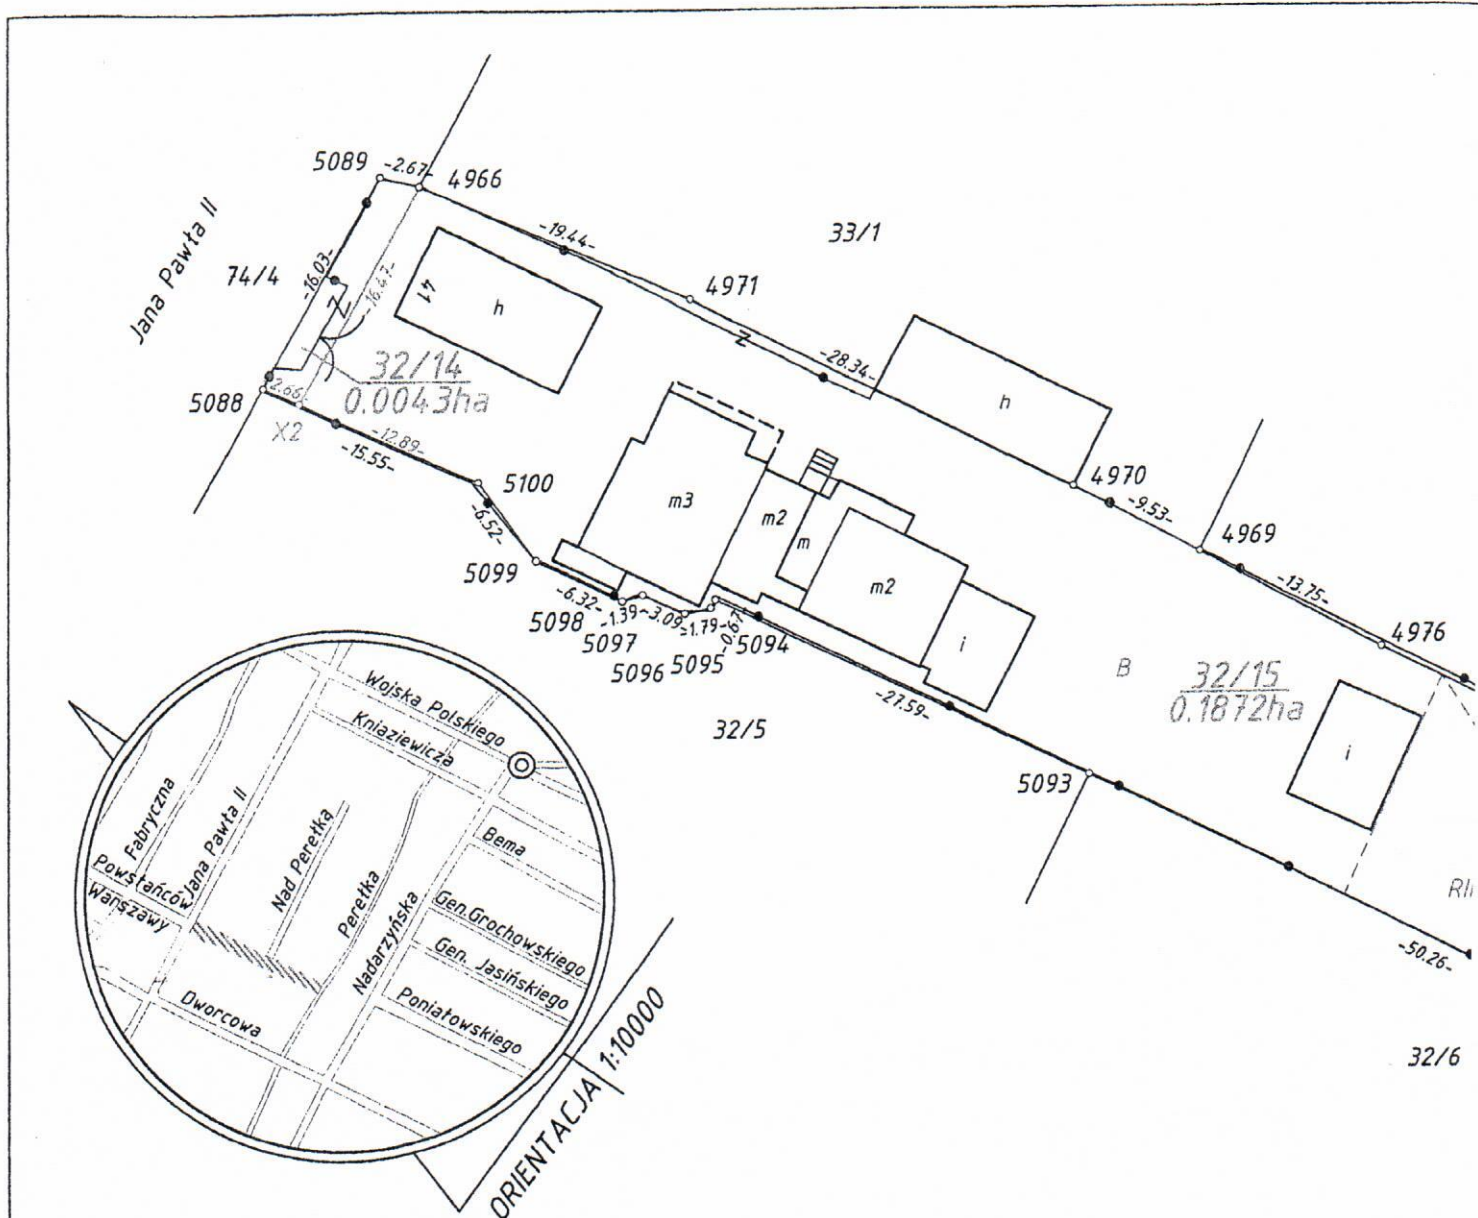 5089
-2.67-
4966
Jana Pawła II
74/4
-16.03-
-16.47-
Z
41
h
-19.44-
33/1
4971
Z
-28.34-
h
32/14
0.0043ha
5088
2.66
X2
-12.89-
-15.55-
5100
-6.52-
m3
m2
m
m2
i
4970
-9.53-
4969
-13.75-
4976
5099
-6.32-
5098
-1.39-
5097
-3.09-
5096
-1.79-
5095
-0.67-
5094
-27.59-
32/5
B
32/15
0.1872ha
i
5093
-50.26-
32/6
Wojska Polskiego
Kniaziewicza
Fabryczna
Jana Pawła II
Nad Perełką
Perełka
Bema
Powstańców
Warszawy
Nadarzyńska
Gen.Grochowskiego
Gen. Jasińskiego
Poniatowskiego
Dworcowa
ORIENTACJA 1:10000